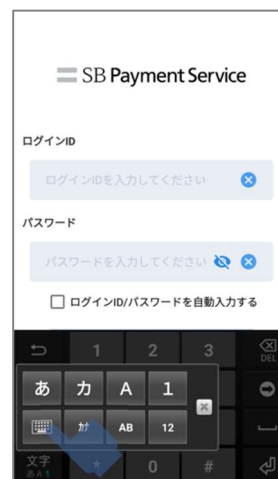 SB Payment Service
ログインID
ログインIDを入力してください
パスワード
パスワードを入力してください
ログインID/パスワードを自動入力する
1 2 3 DEL
あ カ A 1
ｶﾅ AB 12
文字 * 0 #
あA1